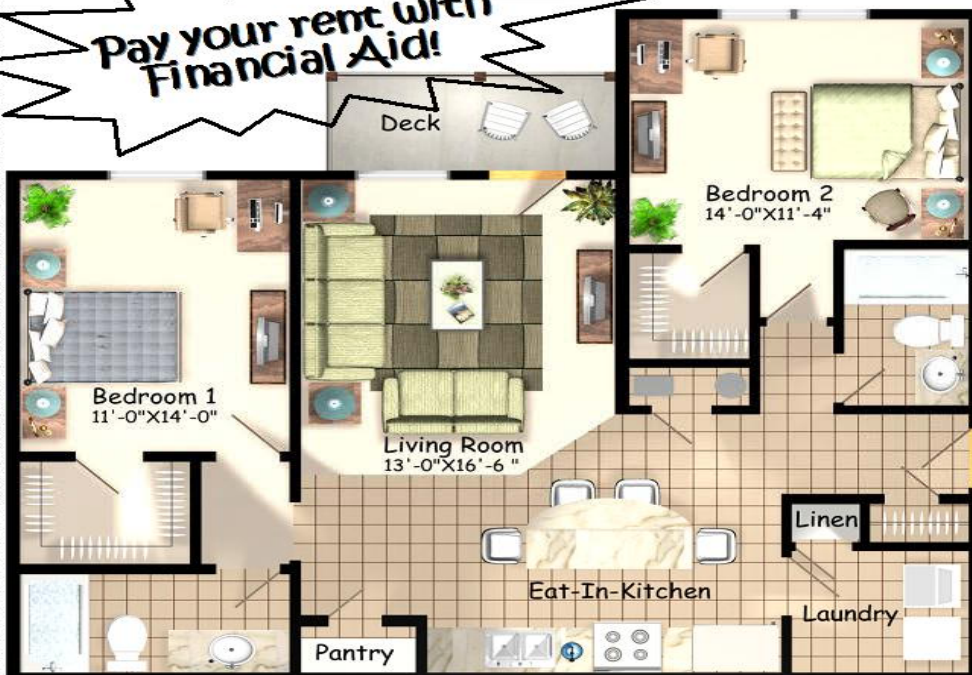 Pay your rent with
Financial Aid!
Deck
Bedroom 2
14'-0"X11'-4"
Bedroom 1
11'-0"X14'-0"
Living Room
13'-0"X16'-6 "
Linen
Eat-In-Kitchen
Laundry
Pantry